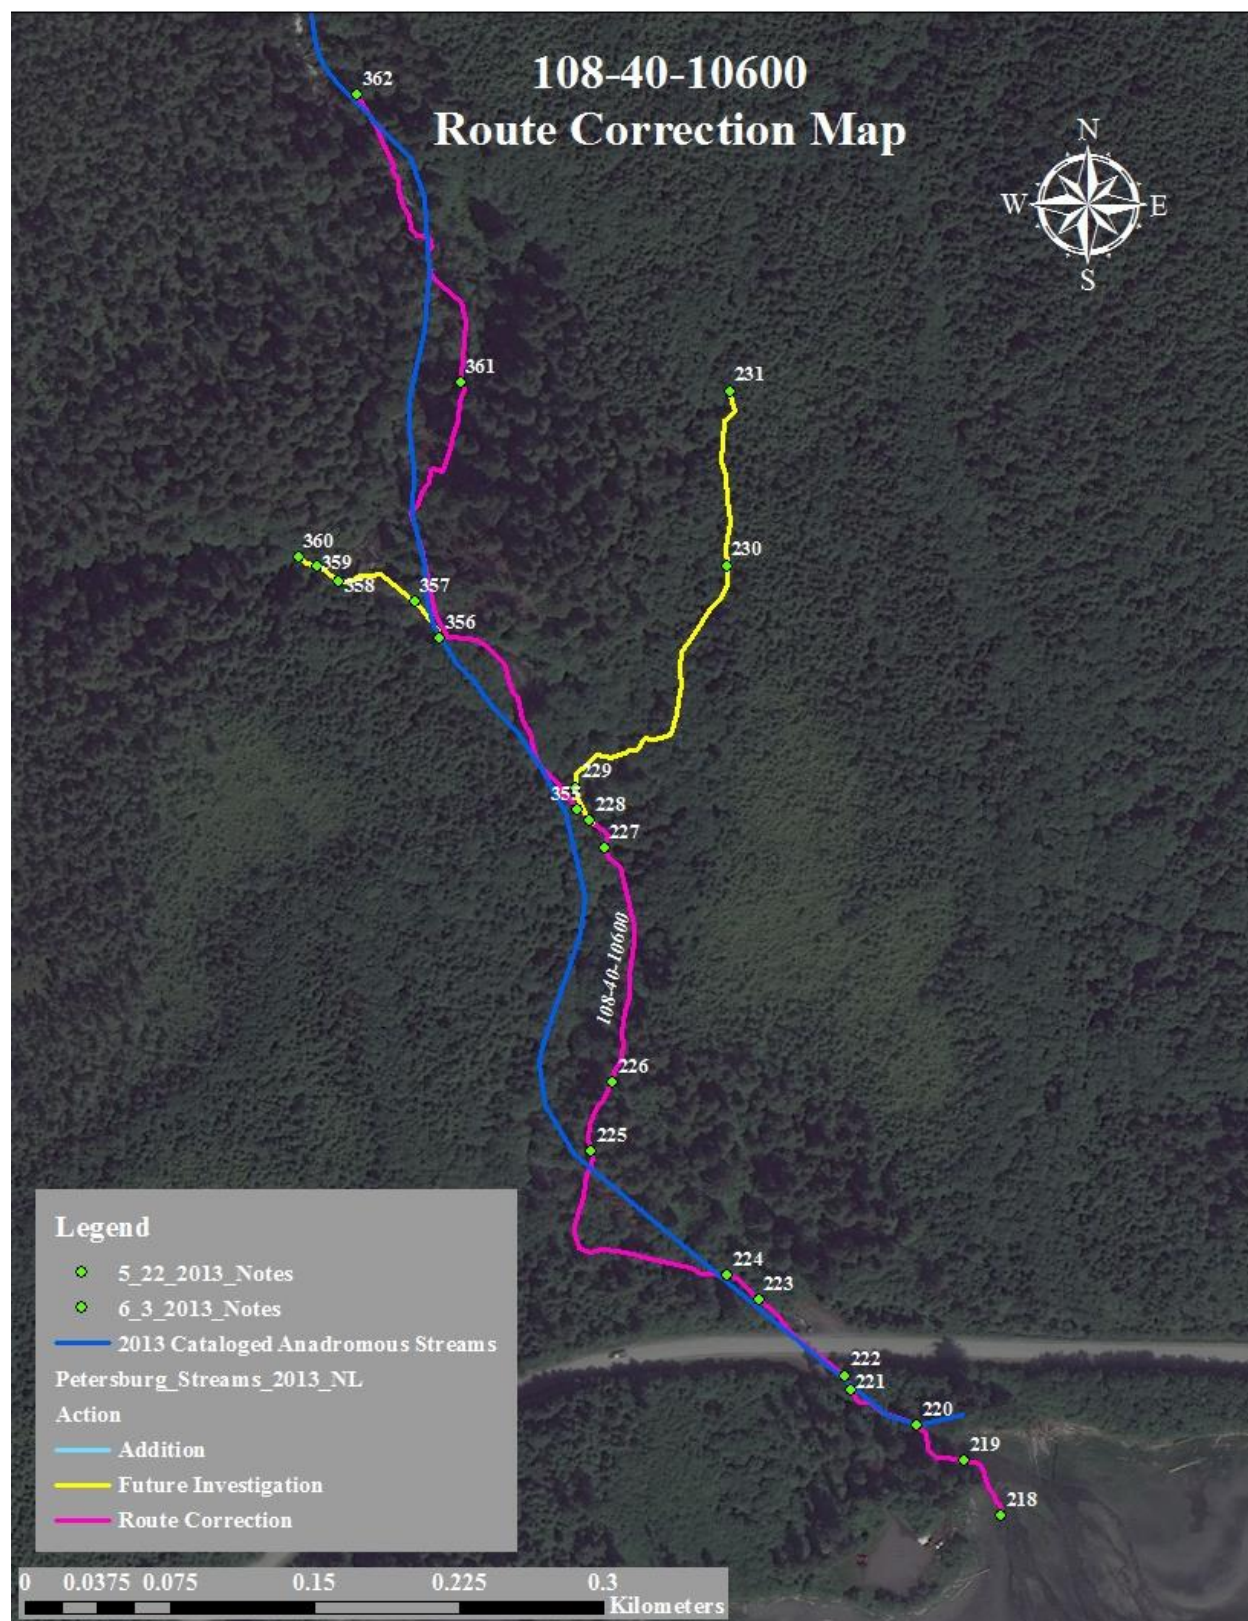 108-40-10600
Route Correction Map
N
W E
S
362
361
231
360
359
358
357
230
356
229
355
228
227
108-40-10600
226
225
224
223
222
221
220
219
218
Legend
5_22_2013_Notes
6_3_2013_Notes
2013 Cataloged Anadromous Streams
Petersburg_Streams_2013_NL
Action
Addition
Future Investigation
Route Correction
0 0.0375 0.075 0.15 0.225 0.3
Kilometers